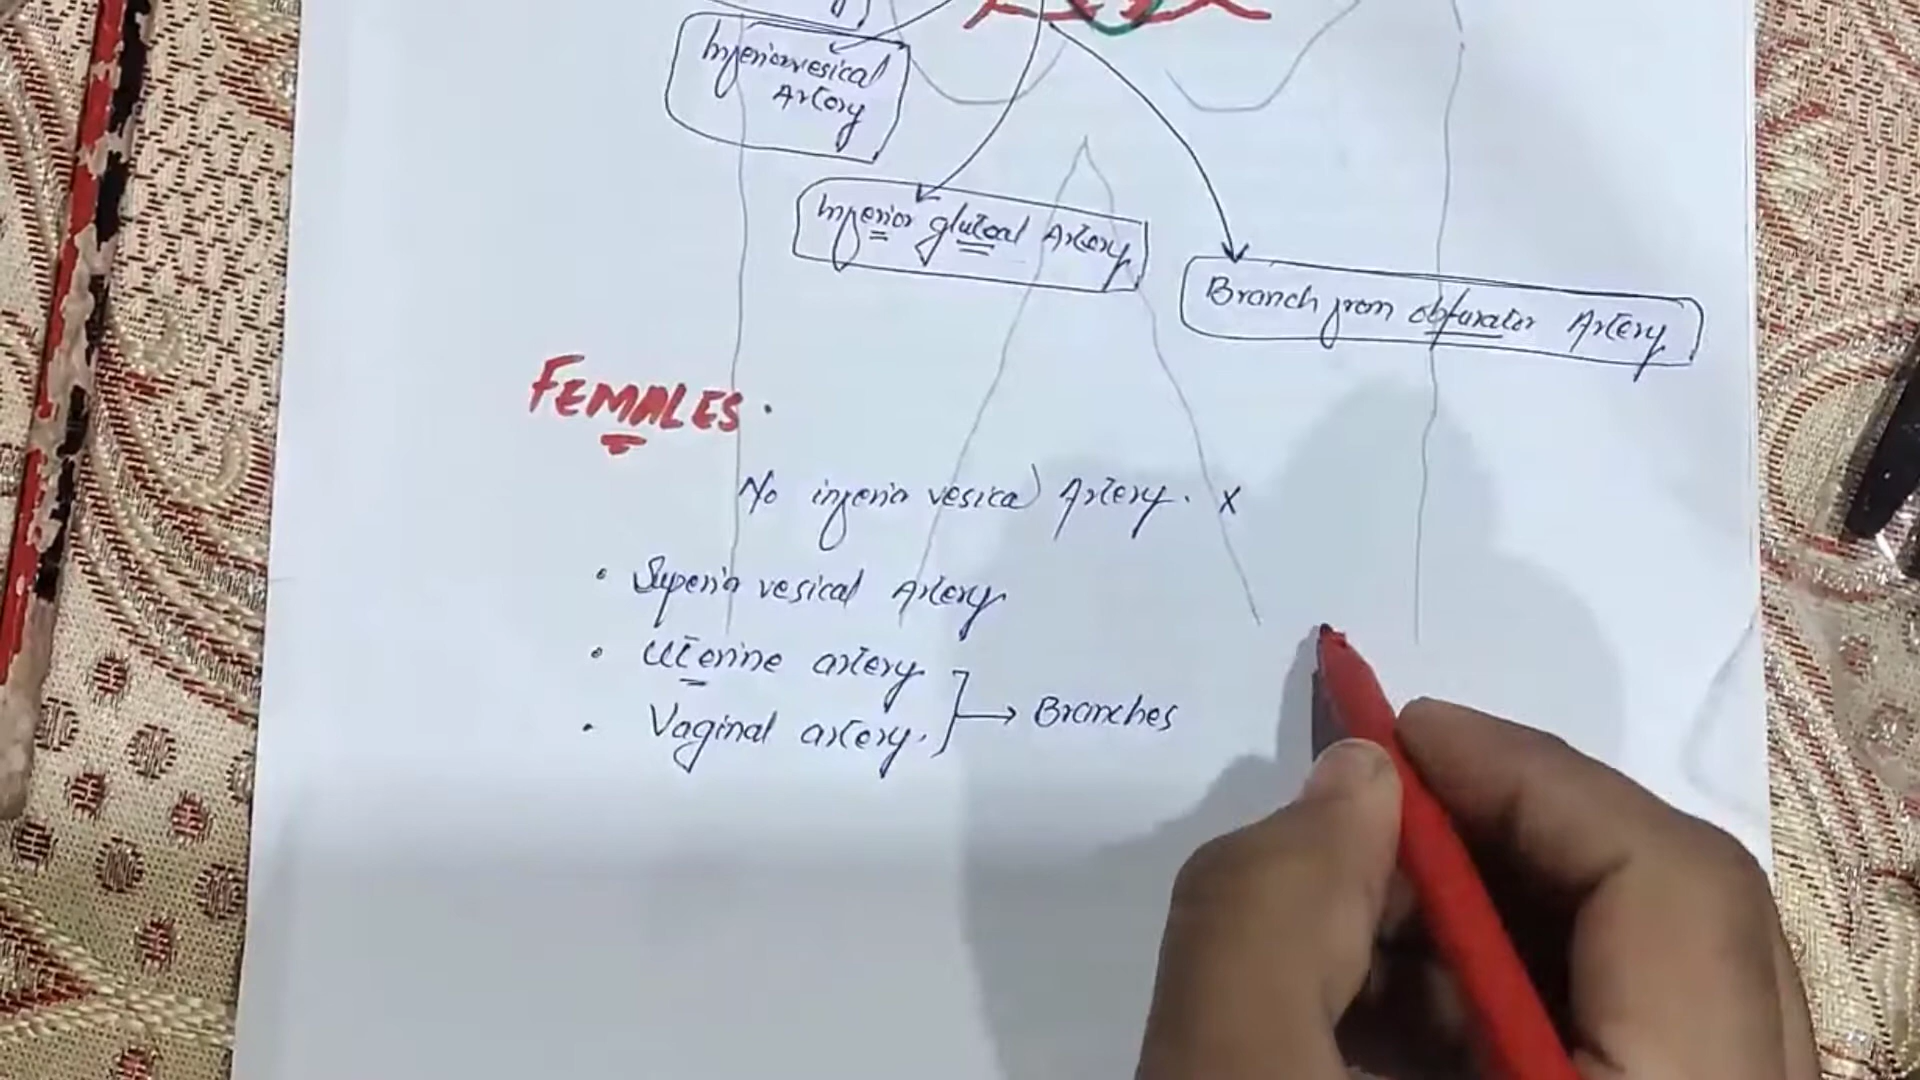 Inferior vesical
Artery
Inferior gluteal Artery
Branch from obturator Artery
FEMALES.
No inferior vesical Artery. X
• Superior vesical Artery
• Uterine artery
• Vaginal artery.
→ Branches